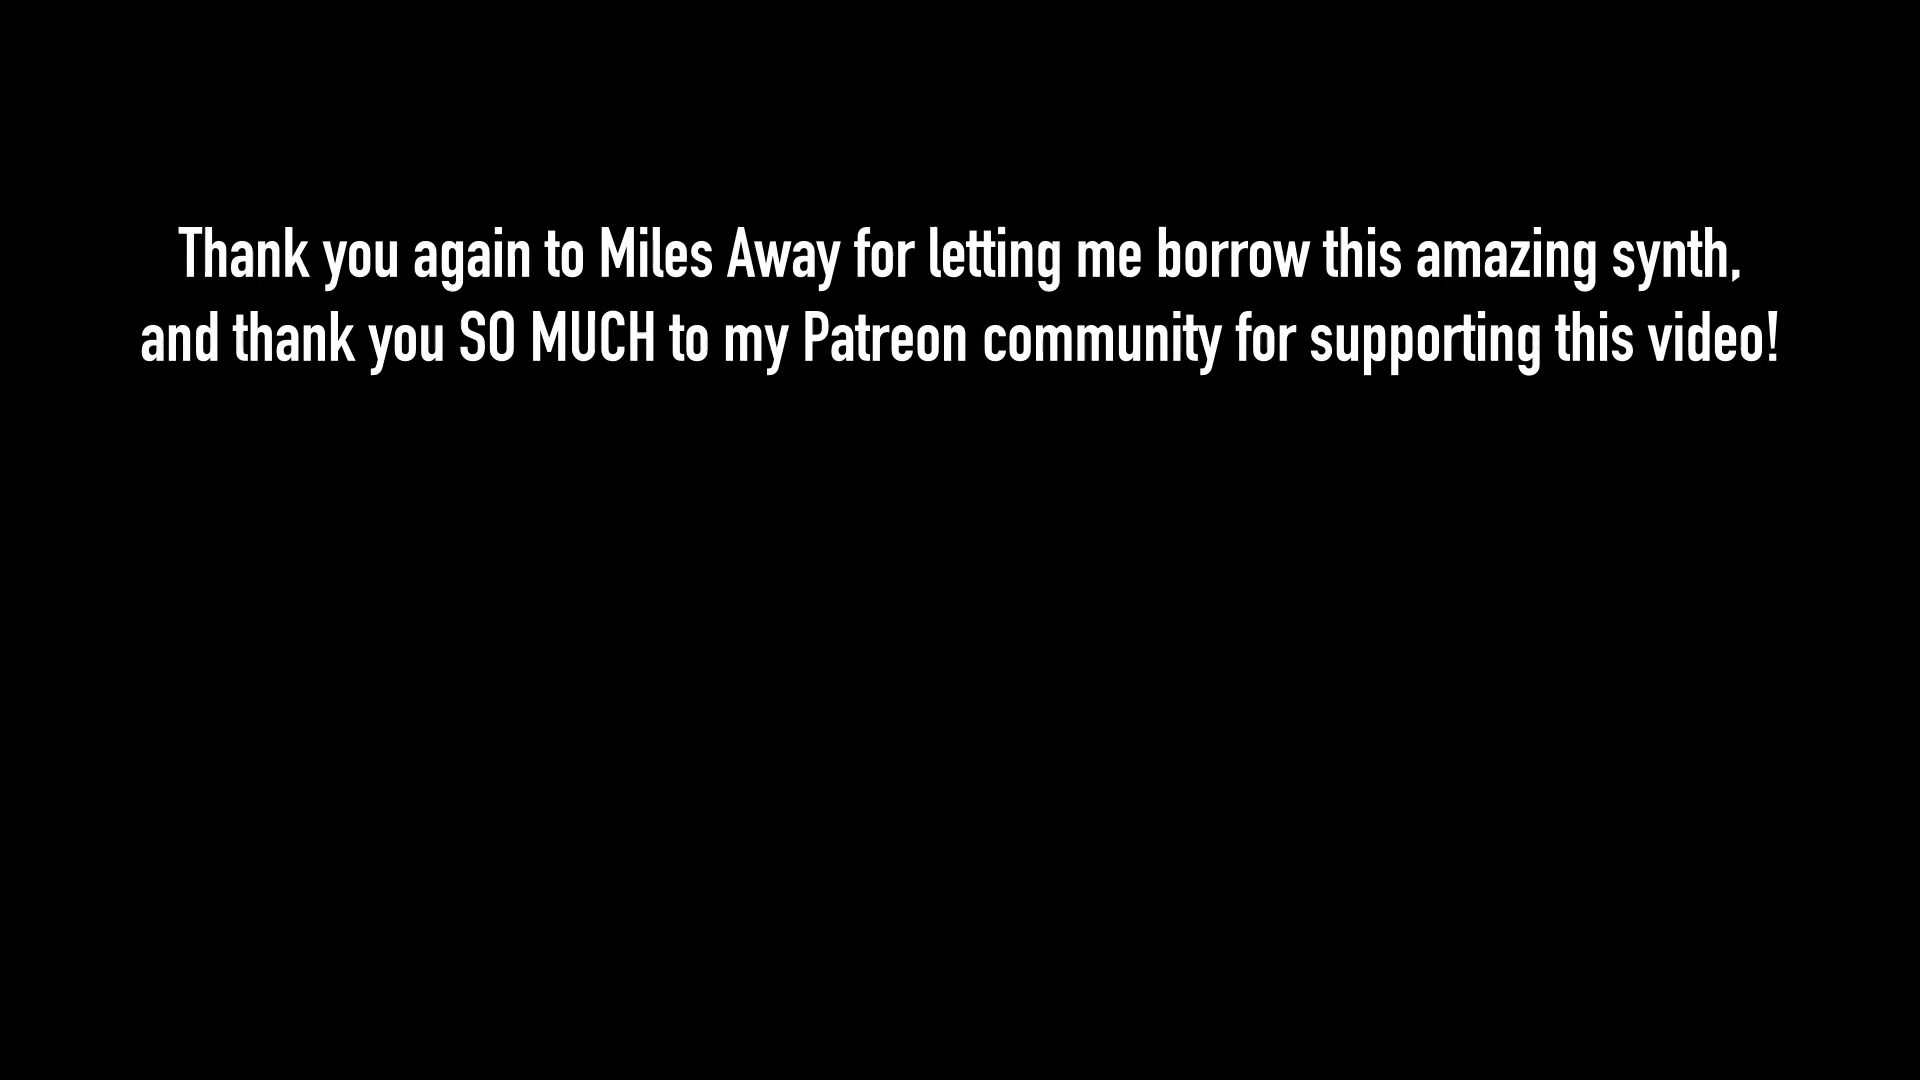 Thank you again to Miles Away for letting me borrow this amazing synth,
and thank you SO MUCH to my Patreon community for supporting this video!